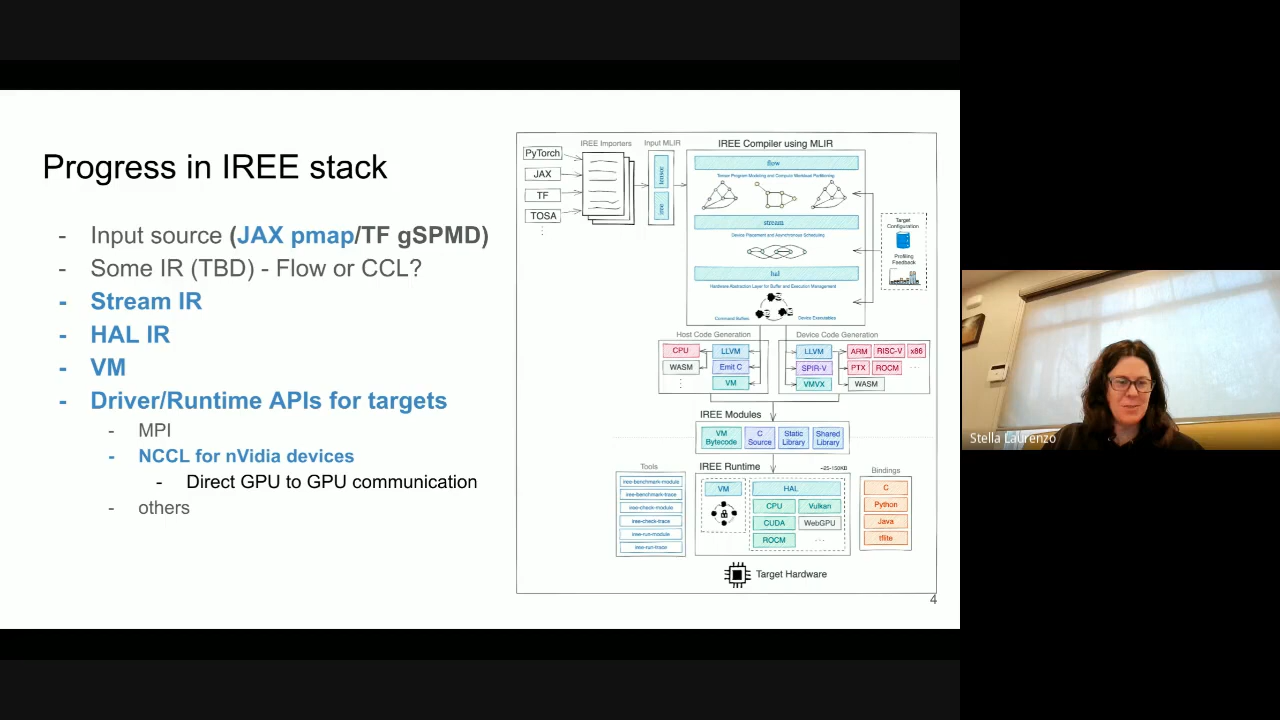 Progress in IREE stack
- Input source (JAX pmap/TF gSPMD)
- Some IR (TBD) - Flow or CCL?
- Stream IR
- HAL IR
- VM
- Driver/Runtime APIs for targets
- MPI
- NCCL for nVidia devices
- Direct GPU to GPU communication
- others
IREE Importers
Input MLIR
IREE Compiler using MLIR
PyTorch
JAX
TF
TOSA
flow
Tensor Program Modeling and Compute Workload Partitioning
stream
Device Placement and Asynchronous Scheduling
hal
Hardware Abstraction Layer for Buffer and Execution Management
Command Buffers
Device Executables
Target
Configuration
Profiling
Feedback
Host Code Generation
CPU
LLVM
WASM
Emit C
VM
Device Code Generation
LLVM
ARM
RISC-V
x86
SPIR-V
PTX
ROCM
VMVX
WASM
IREE Modules
VM
Bytecode
C
Source
Static
Library
Shared
Library
Tools
iree-benchmark-module
iree-benchmark-trace
iree-check-module
iree-check-trace
iree-run-module
iree-run-trace
IREE Runtime
~25-150KB
VM
HAL
CPU
Vulkan
CUDA
WebGPU
ROCM
Bindings
C
Python
Java
tflite
Target Hardware
4
Stella Laurenzo